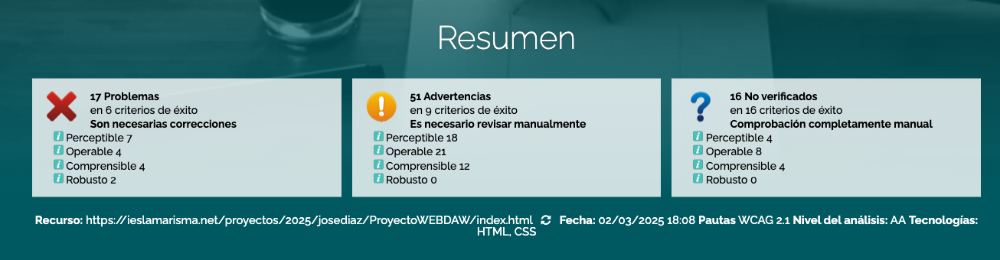 Resumen
17 Problemas
en 6 criterios de éxito
Son necesarias correcciones
Perceptible 7
Operable 4
Comprensible 4
Robusto 2
51 Advertencias
en 9 criterios de éxito
Es necesario revisar manualmente
Perceptible 18
Operable 21
Comprensible 12
Robusto 0
16 No verificados
en 16 criterios de éxito
Comprobación completamente manual
Perceptible 4
Operable 8
Comprensible 4
Robusto 0
Recurso: https://ieslamarisma.net/proyectos/2025/josediaz/ProyectoWEBDAW/index.html Fecha: 02/03/2025 18:08 Pautas WCAG 2.1 Nivel del análisis: AA Tecnologías:
HTML, CSS